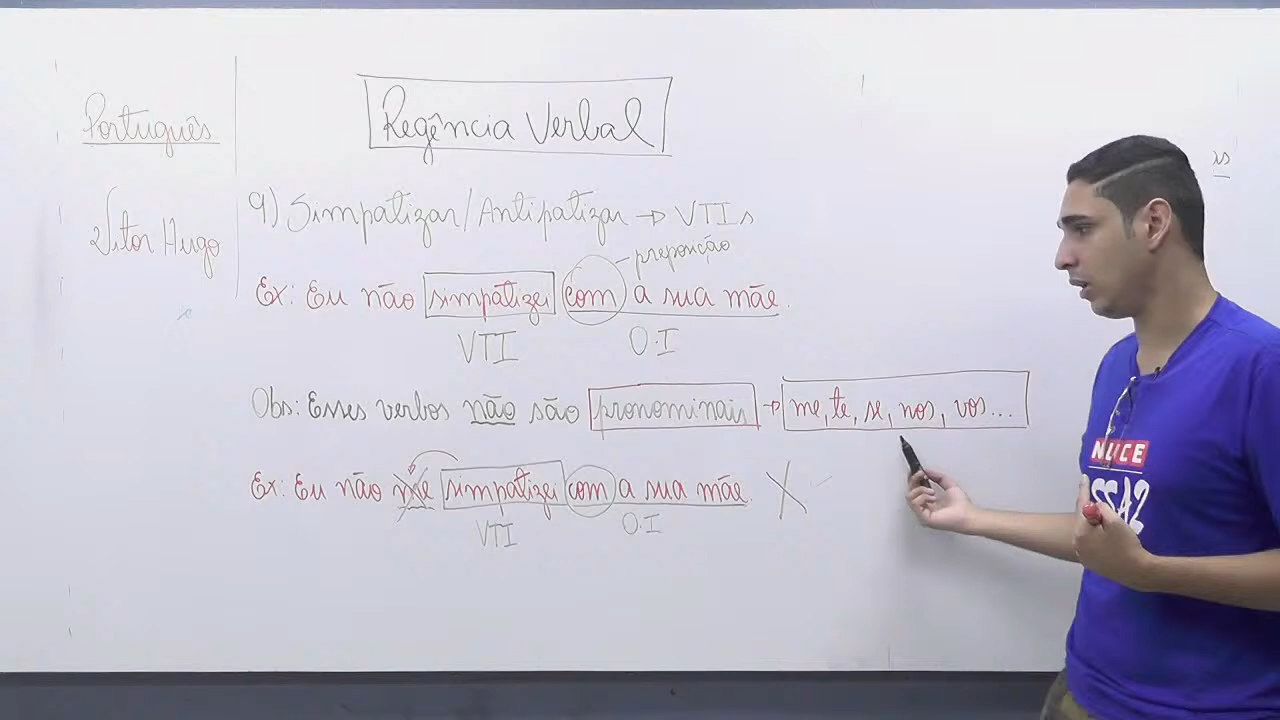 Português
Vitor Hugo
Regência Verbal
9) Simpatizar/Antipatizar → VTIs
preposição
Ex: Eu não simpatizei com a sua mãe.
VTI O.I
Obs: Esses verbos não são pronominais → me, te, se, nos, vos...
Ex: Eu não me simpatizei com a sua mãe. X
VTI O.I
NUCE